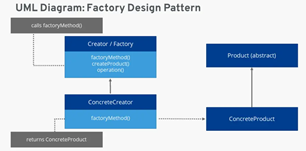 UML Diagram: Factory Design Pattern
calls factoryMethod()
Creator / Factory
factoryMethod()
createProduct()
operation()
Product (abstract)
ConcreteCreator
factoryMethod()
ConcreteProduct
returns ConcreteProduct